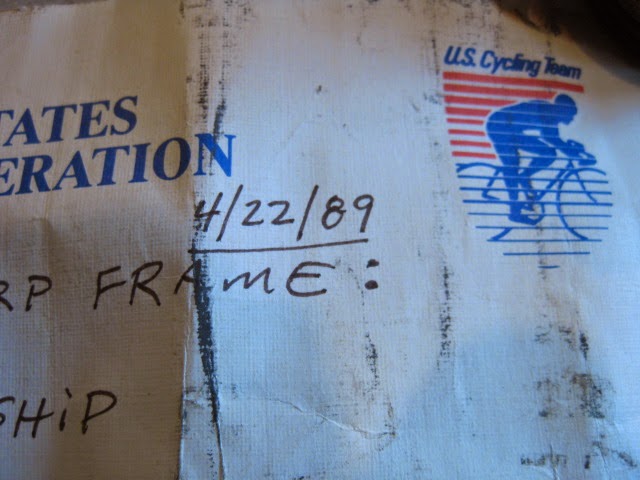 U.S. Cycling Team
TATES
ERATION
4/22/89
RP FRAME:
SHiP